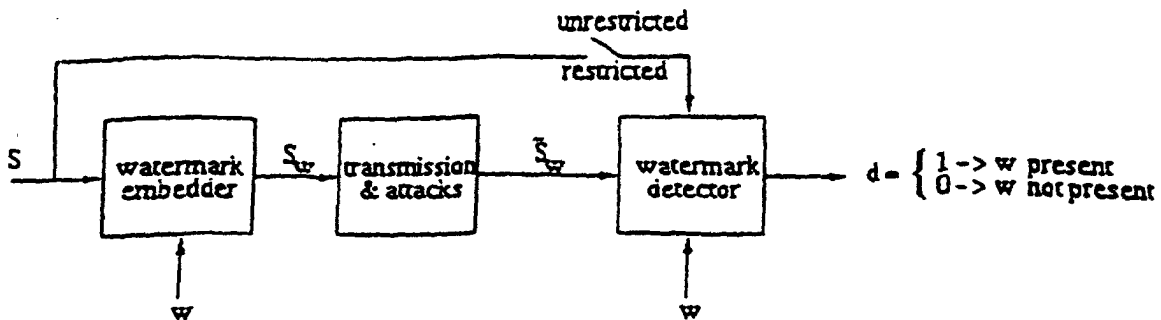 unrestricted
restricted
S
watermark
embedder
S_w
transmission
& attacks
S̃_w
watermark
detector
d = { 1 -> w present
0 -> w not present
w
w